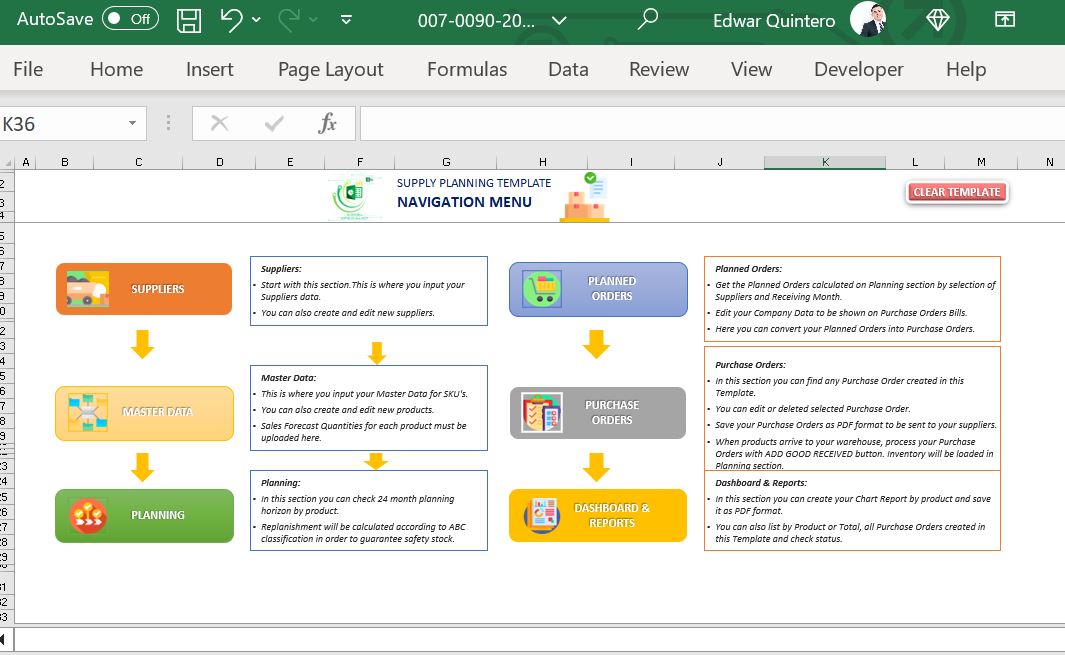 AutoSave Off 007-0090-20... Edwar Quintero
File Home Insert Page Layout Formulas Data Review View Developer Help
K36 fx
A B C D E F G H I J K L M N
SUPPLY PLANNING TEMPLATE
NAVIGATION MENU
CLEAR TEMPLATE
SUPPLIERS
Suppliers:
• Start with this section.This is where you input your
Suppliers data.
• You can also create and edit new suppliers.
MASTER DATA
Master Data:
• This is where you input your Master Data for SKU's.
• You can also create and edit new products.
• Sales Forecast Quantities for each product must be
uploaded here.
PLANNING
Planning:
• In this section you can check 24 month planning
horizon by product.
• Replanishment will be calculated according to ABC
classification in order to guarantee safety stock.
PLANNED
ORDERS
Planned Orders:
• Get the Planned Orders calculated on Planning section by selection of
Suppliers and Receiving Month.
• Edit your Company Data to be shown on Purchase Orders Bills.
• Here you can convert your Planned Orders into Purchase Orders.
PURCHASE
ORDERS
Purchase Orders:
• In this section you can find any Purchase Order created in this
Template.
• You can edit or deleted selected Purchase Order.
• Save your Purchase Orders as PDF format to be sent to your suppliers.
• When products arrive to your warehouse, process your Purchase
Orders with ADD GOOD RECEIVED button. Inventory will be loaded in
Planning section.
DASHBOARD &
REPORTS
Dashboard & Reports:
• In this section you can create your Chart Report by product and save
it as PDF format.
• You can also list by Product or Total, all Purchase Orders created in
this Template and check status.